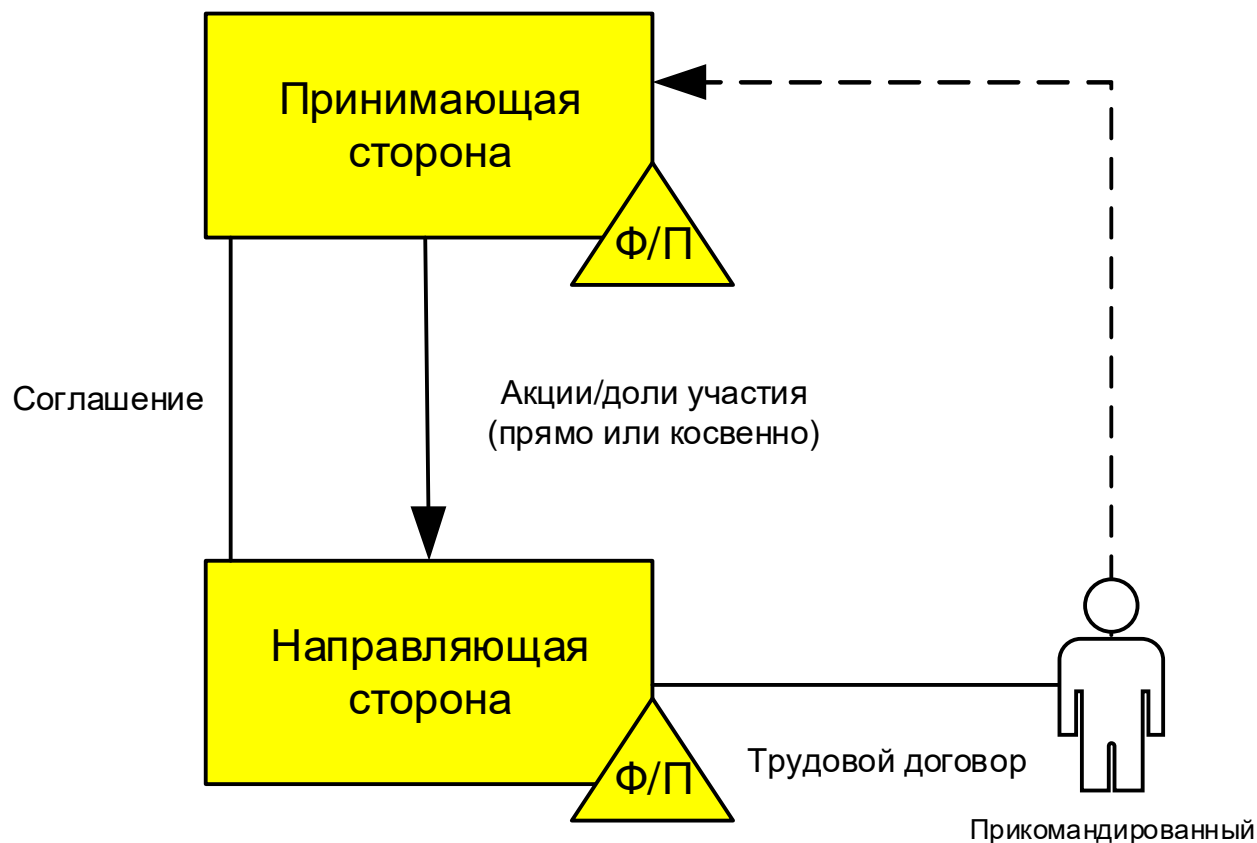 Принимающая
сторона
Ф/П
Соглашение
Акции/доли участия
(прямо или косвенно)
Направляющая
сторона
Ф/П
Трудовой договор
Прикомандированный